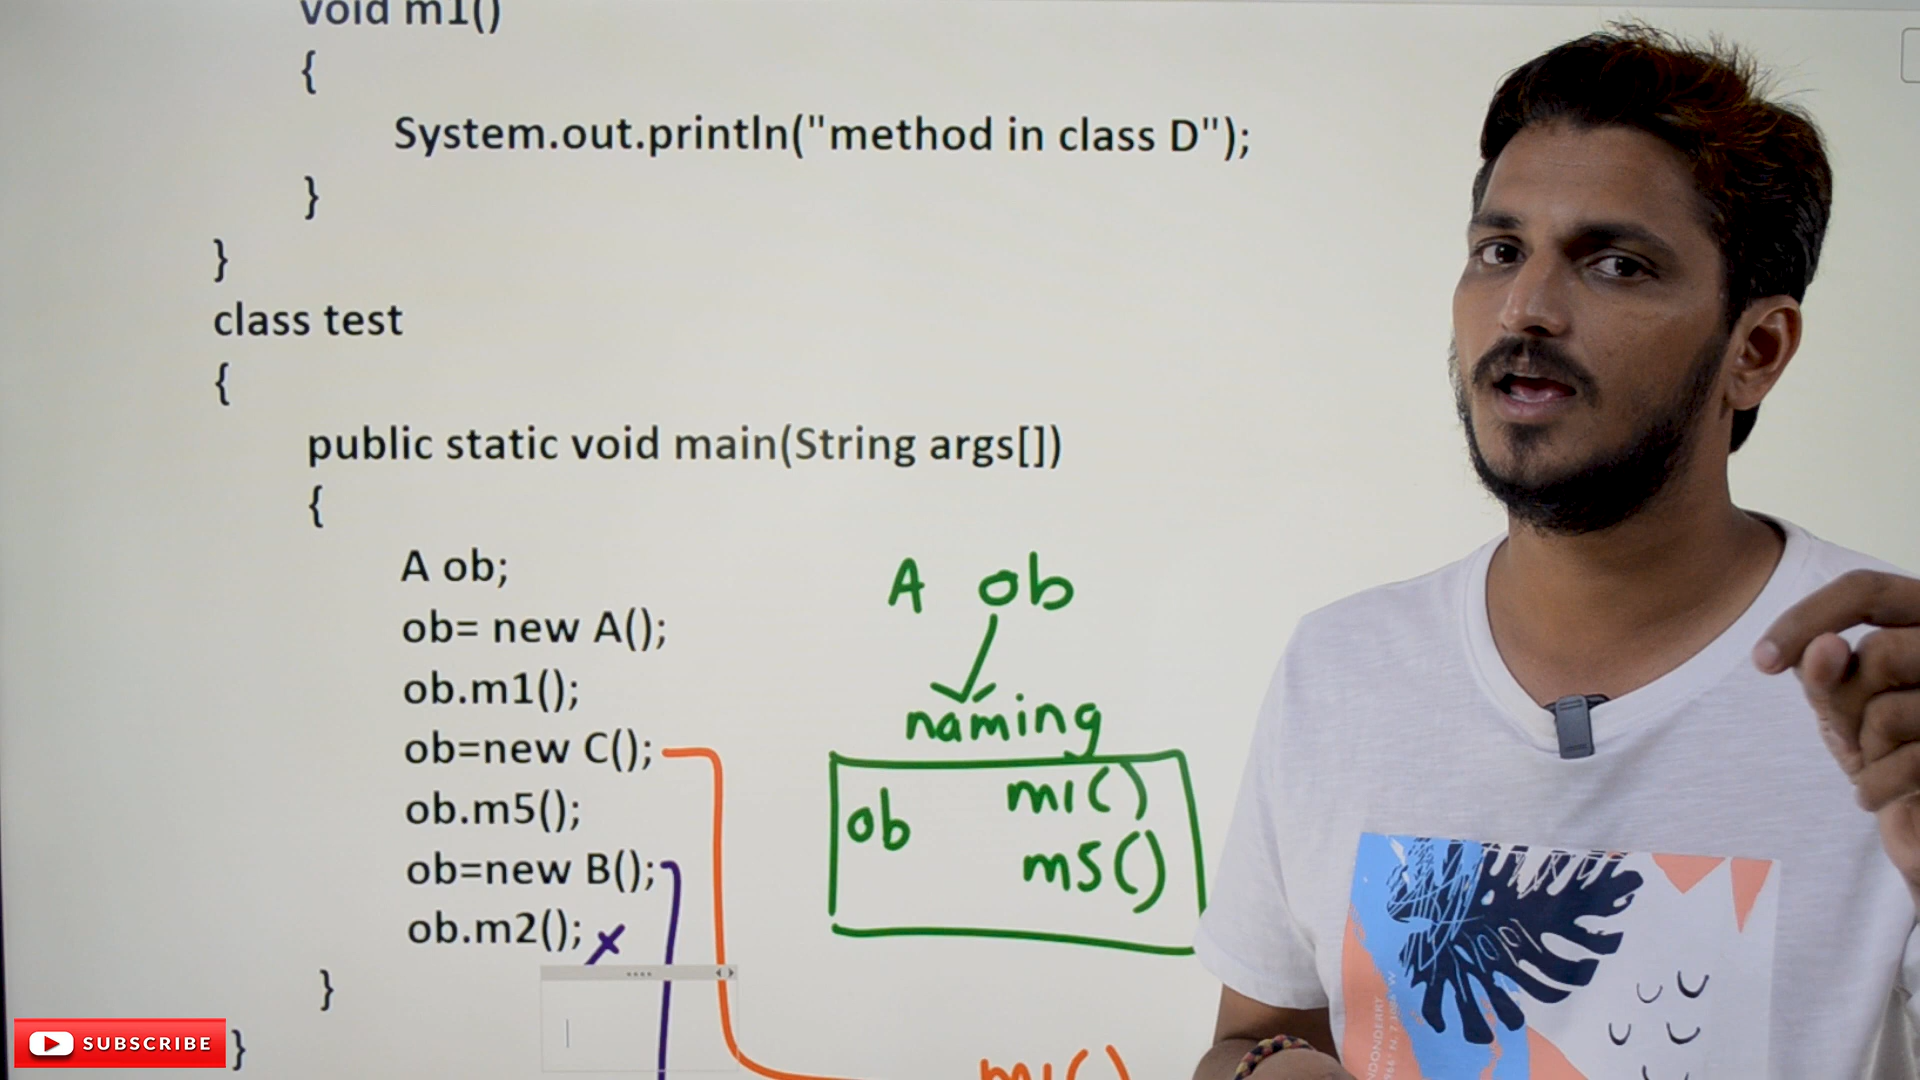 void m1()
{
System.out.println("method in class D");
}
}
class test
{
public static void main(String args[])
{
A ob;
ob= new A();
ob.m1();
ob=new C();
ob.m5();
ob=new B();
ob.m2(); x
}
}
A ob
naming
ob m1()
m5()
m1()
SUBSCRIBE